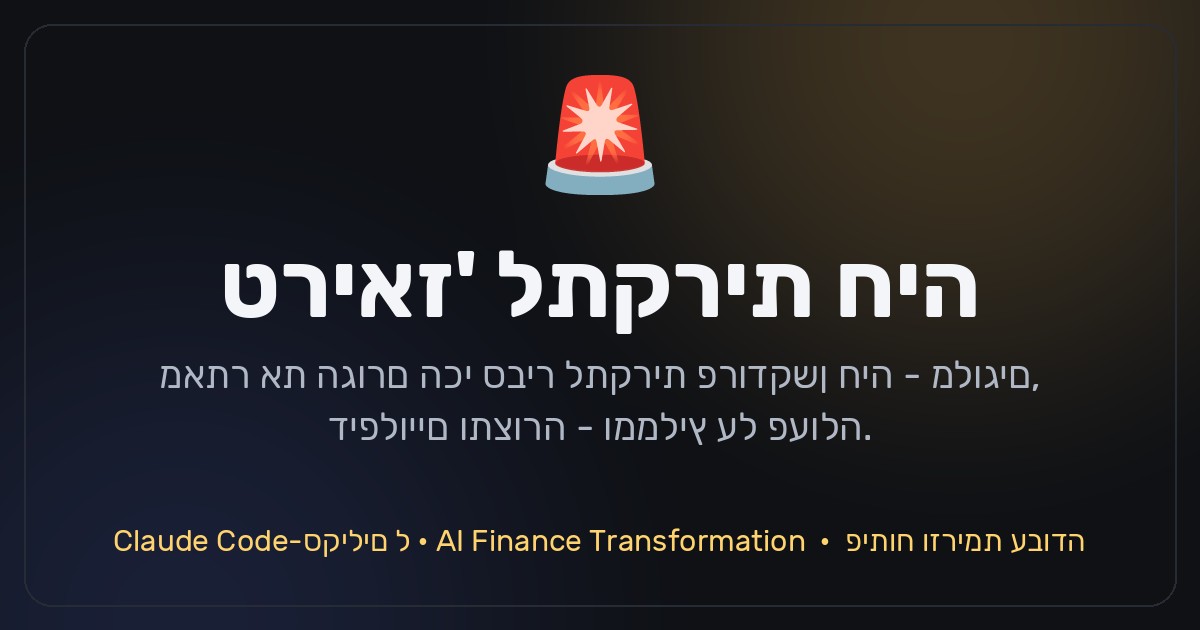 טריאז' לתקרית חיה
מאתר את הגורם הכי סביר לתקרית פרודקשן חיה - מלוגים,
דיפלויים ותצורה - וממליץ על פעולה.
פיתוח וזרימת עבודה • AI Finance Transformation • סקילים ל-Claude Code